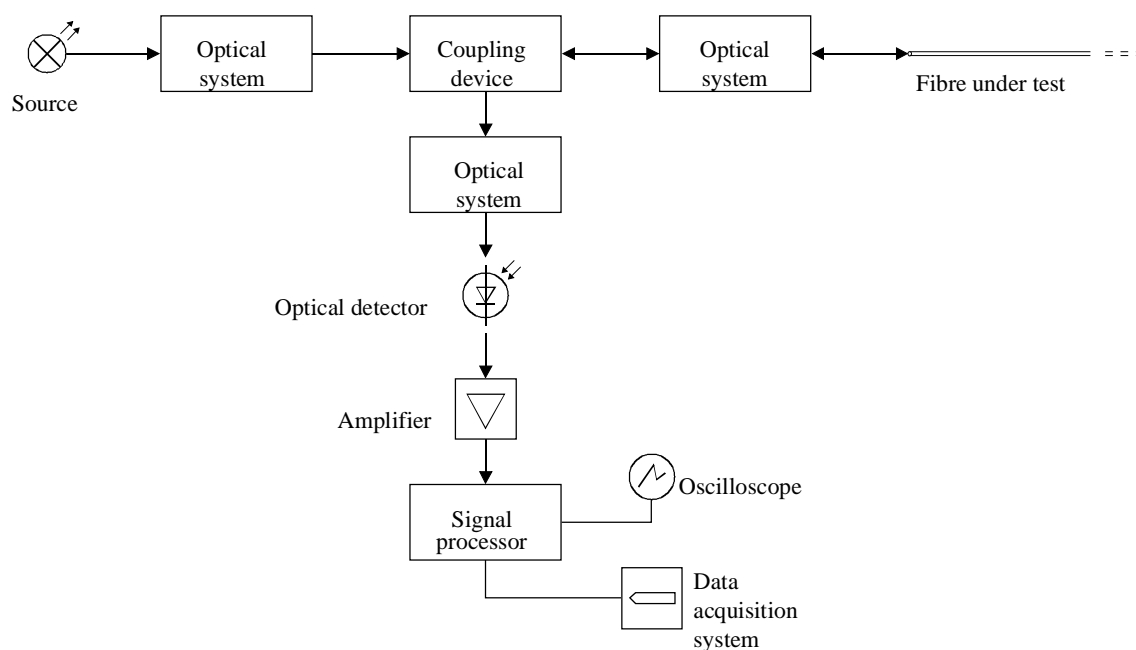 Source
Optical
system
Coupling
device
Optical
system
Fibre under test
Optical
system
Optical detector
Amplifier
Signal
processor
Oscilloscope
Data
acquisition
system